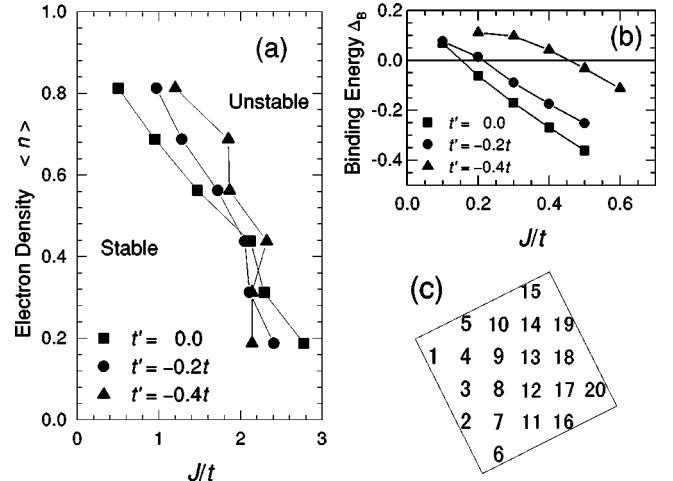 (a)
1.0
0.8
0.6
0.4
0.2
0.0
Electron Density < n >
Unstable
Stable
t' = 0.0
t' = −0.2t
t' = −0.4t
0 1 2 3
J/t
(b)
0.2
0.0
-0.2
-0.4
Binding Energy ΔB
t' = 0.0
t' = −0.2t
t' = −0.4t
0.0 0.2 0.4 0.6
J/t
(c)
15
5 10 14 19
1 4 9 13 18
3 8 12 17 20
2 7 11 16
6